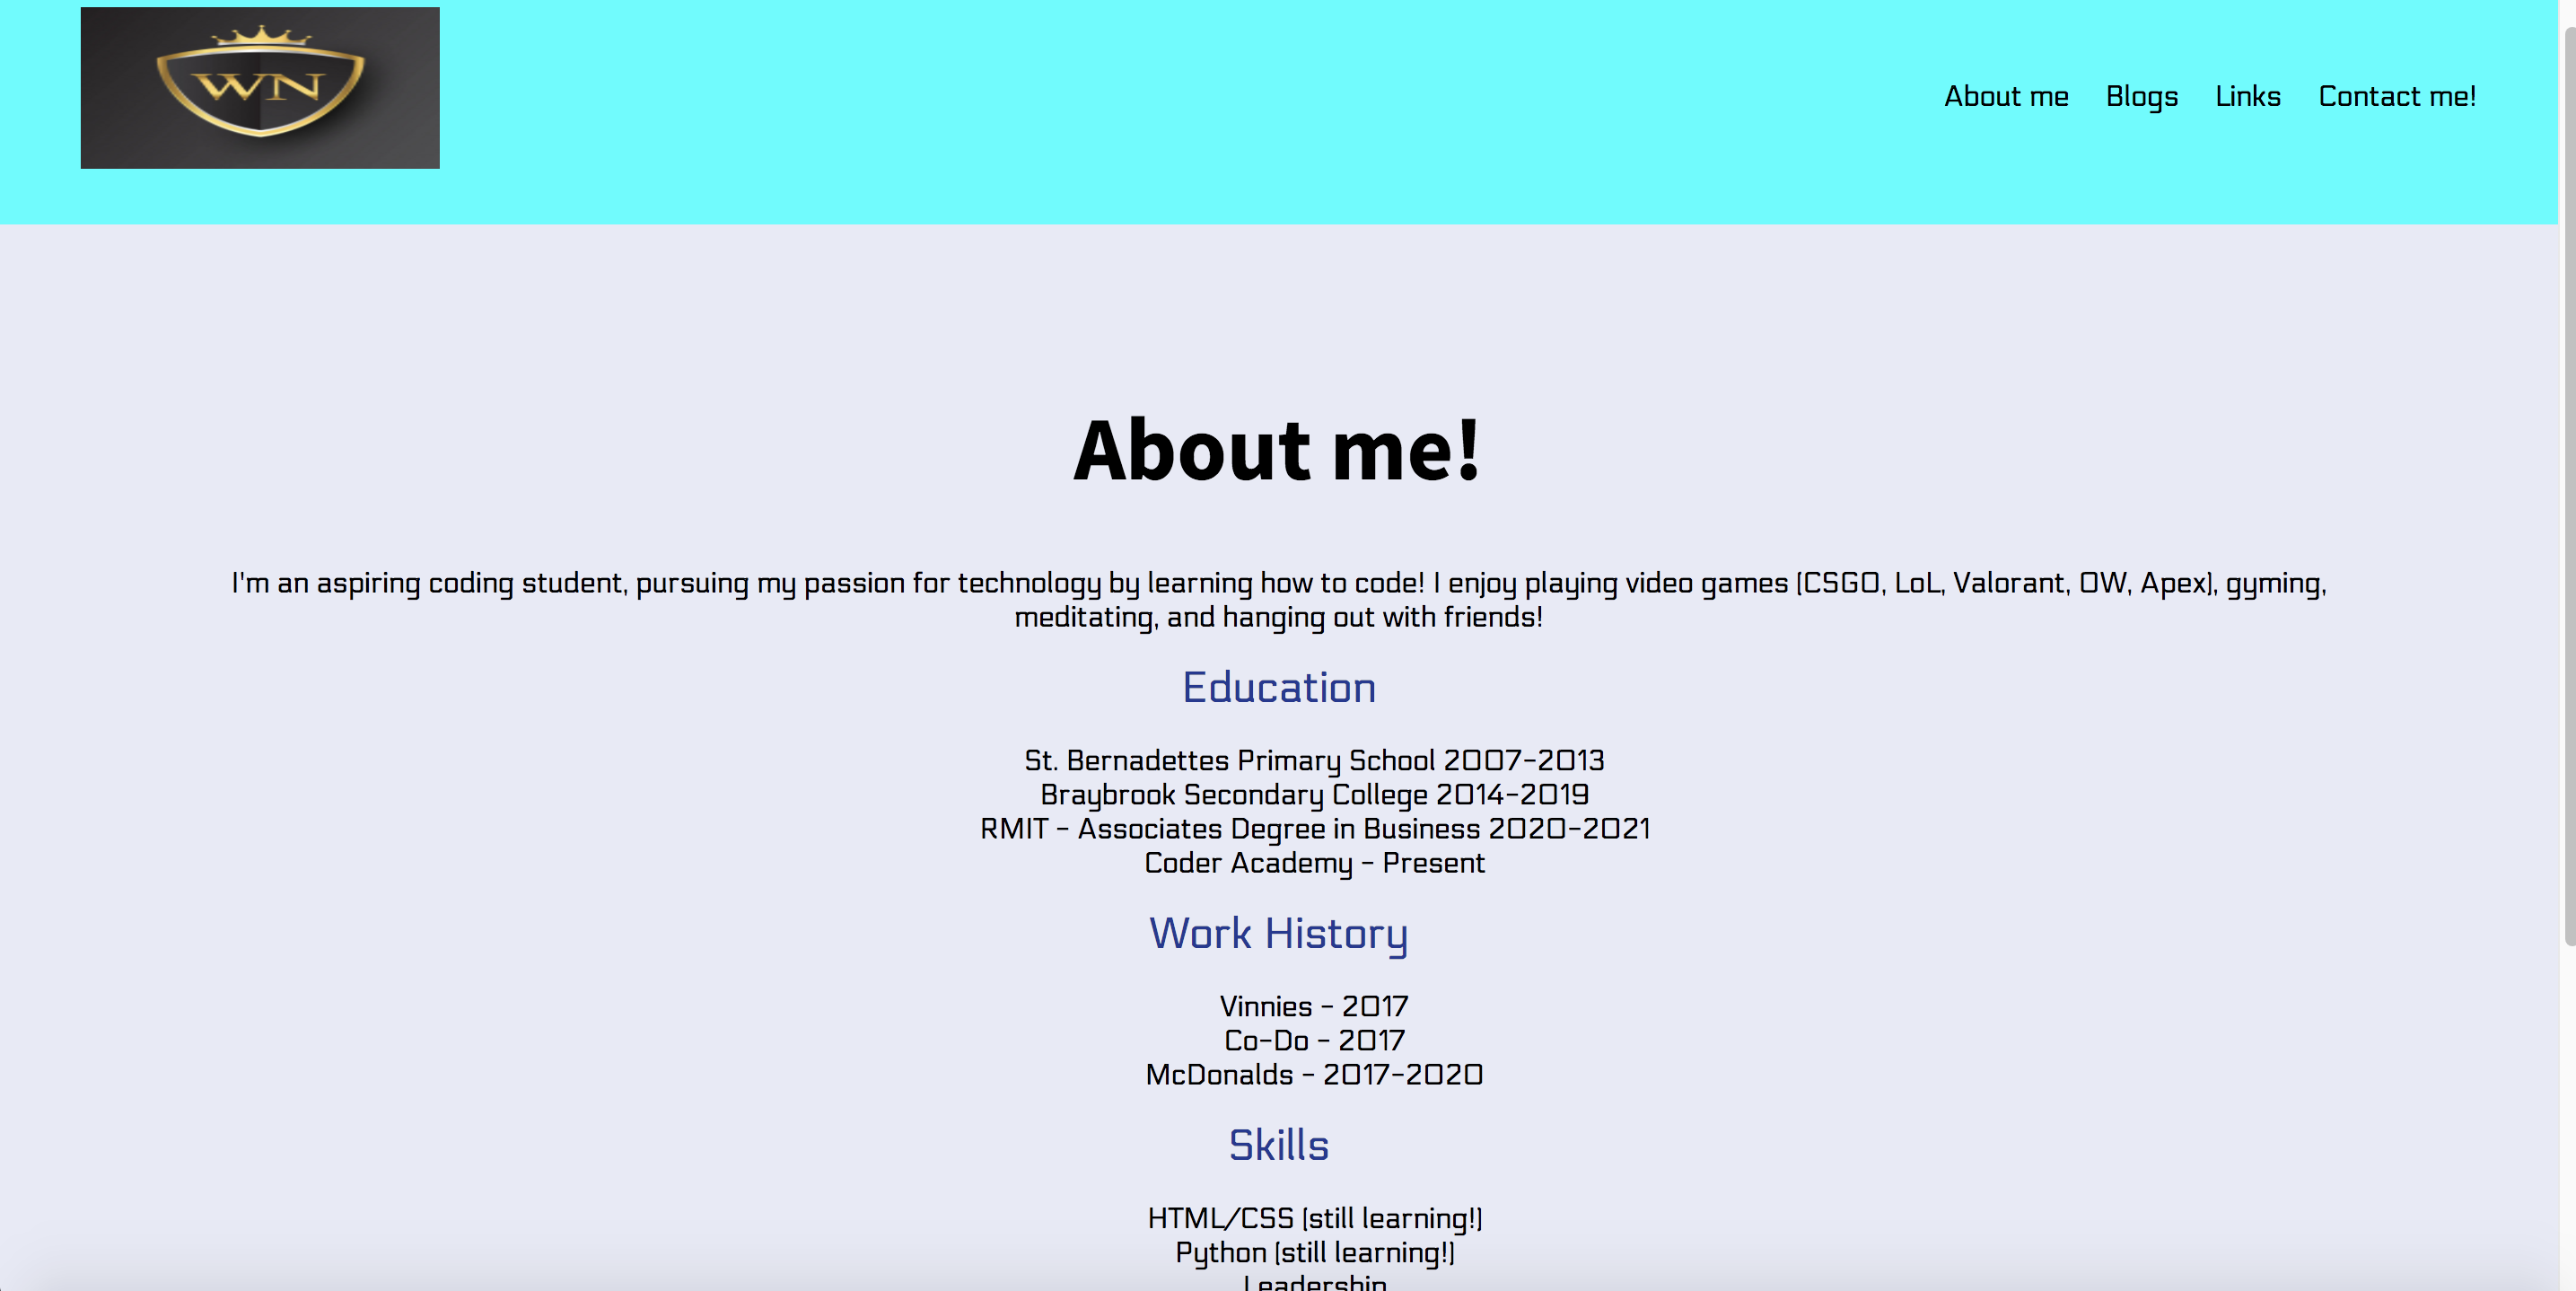 WN
About me Blogs Links Contact me!
About me!
I'm an aspiring coding student, pursuing my passion for technology by learning how to code! I enjoy playing video games (CSGO, LoL, Valorant, OW, Apex), gyming,
meditating, and hanging out with friends!
Education
St. Bernadettes Primary School 2007-2013
Braybrook Secondary College 2014-2019
RMIT - Associates Degree in Business 2020-2021
Coder Academy - Present
Work History
Vinnies - 2017
Co-Do - 2017
McDonalds - 2017-2020
Skills
HTML/CSS (still learning!)
Python (still learning!)
Leadership